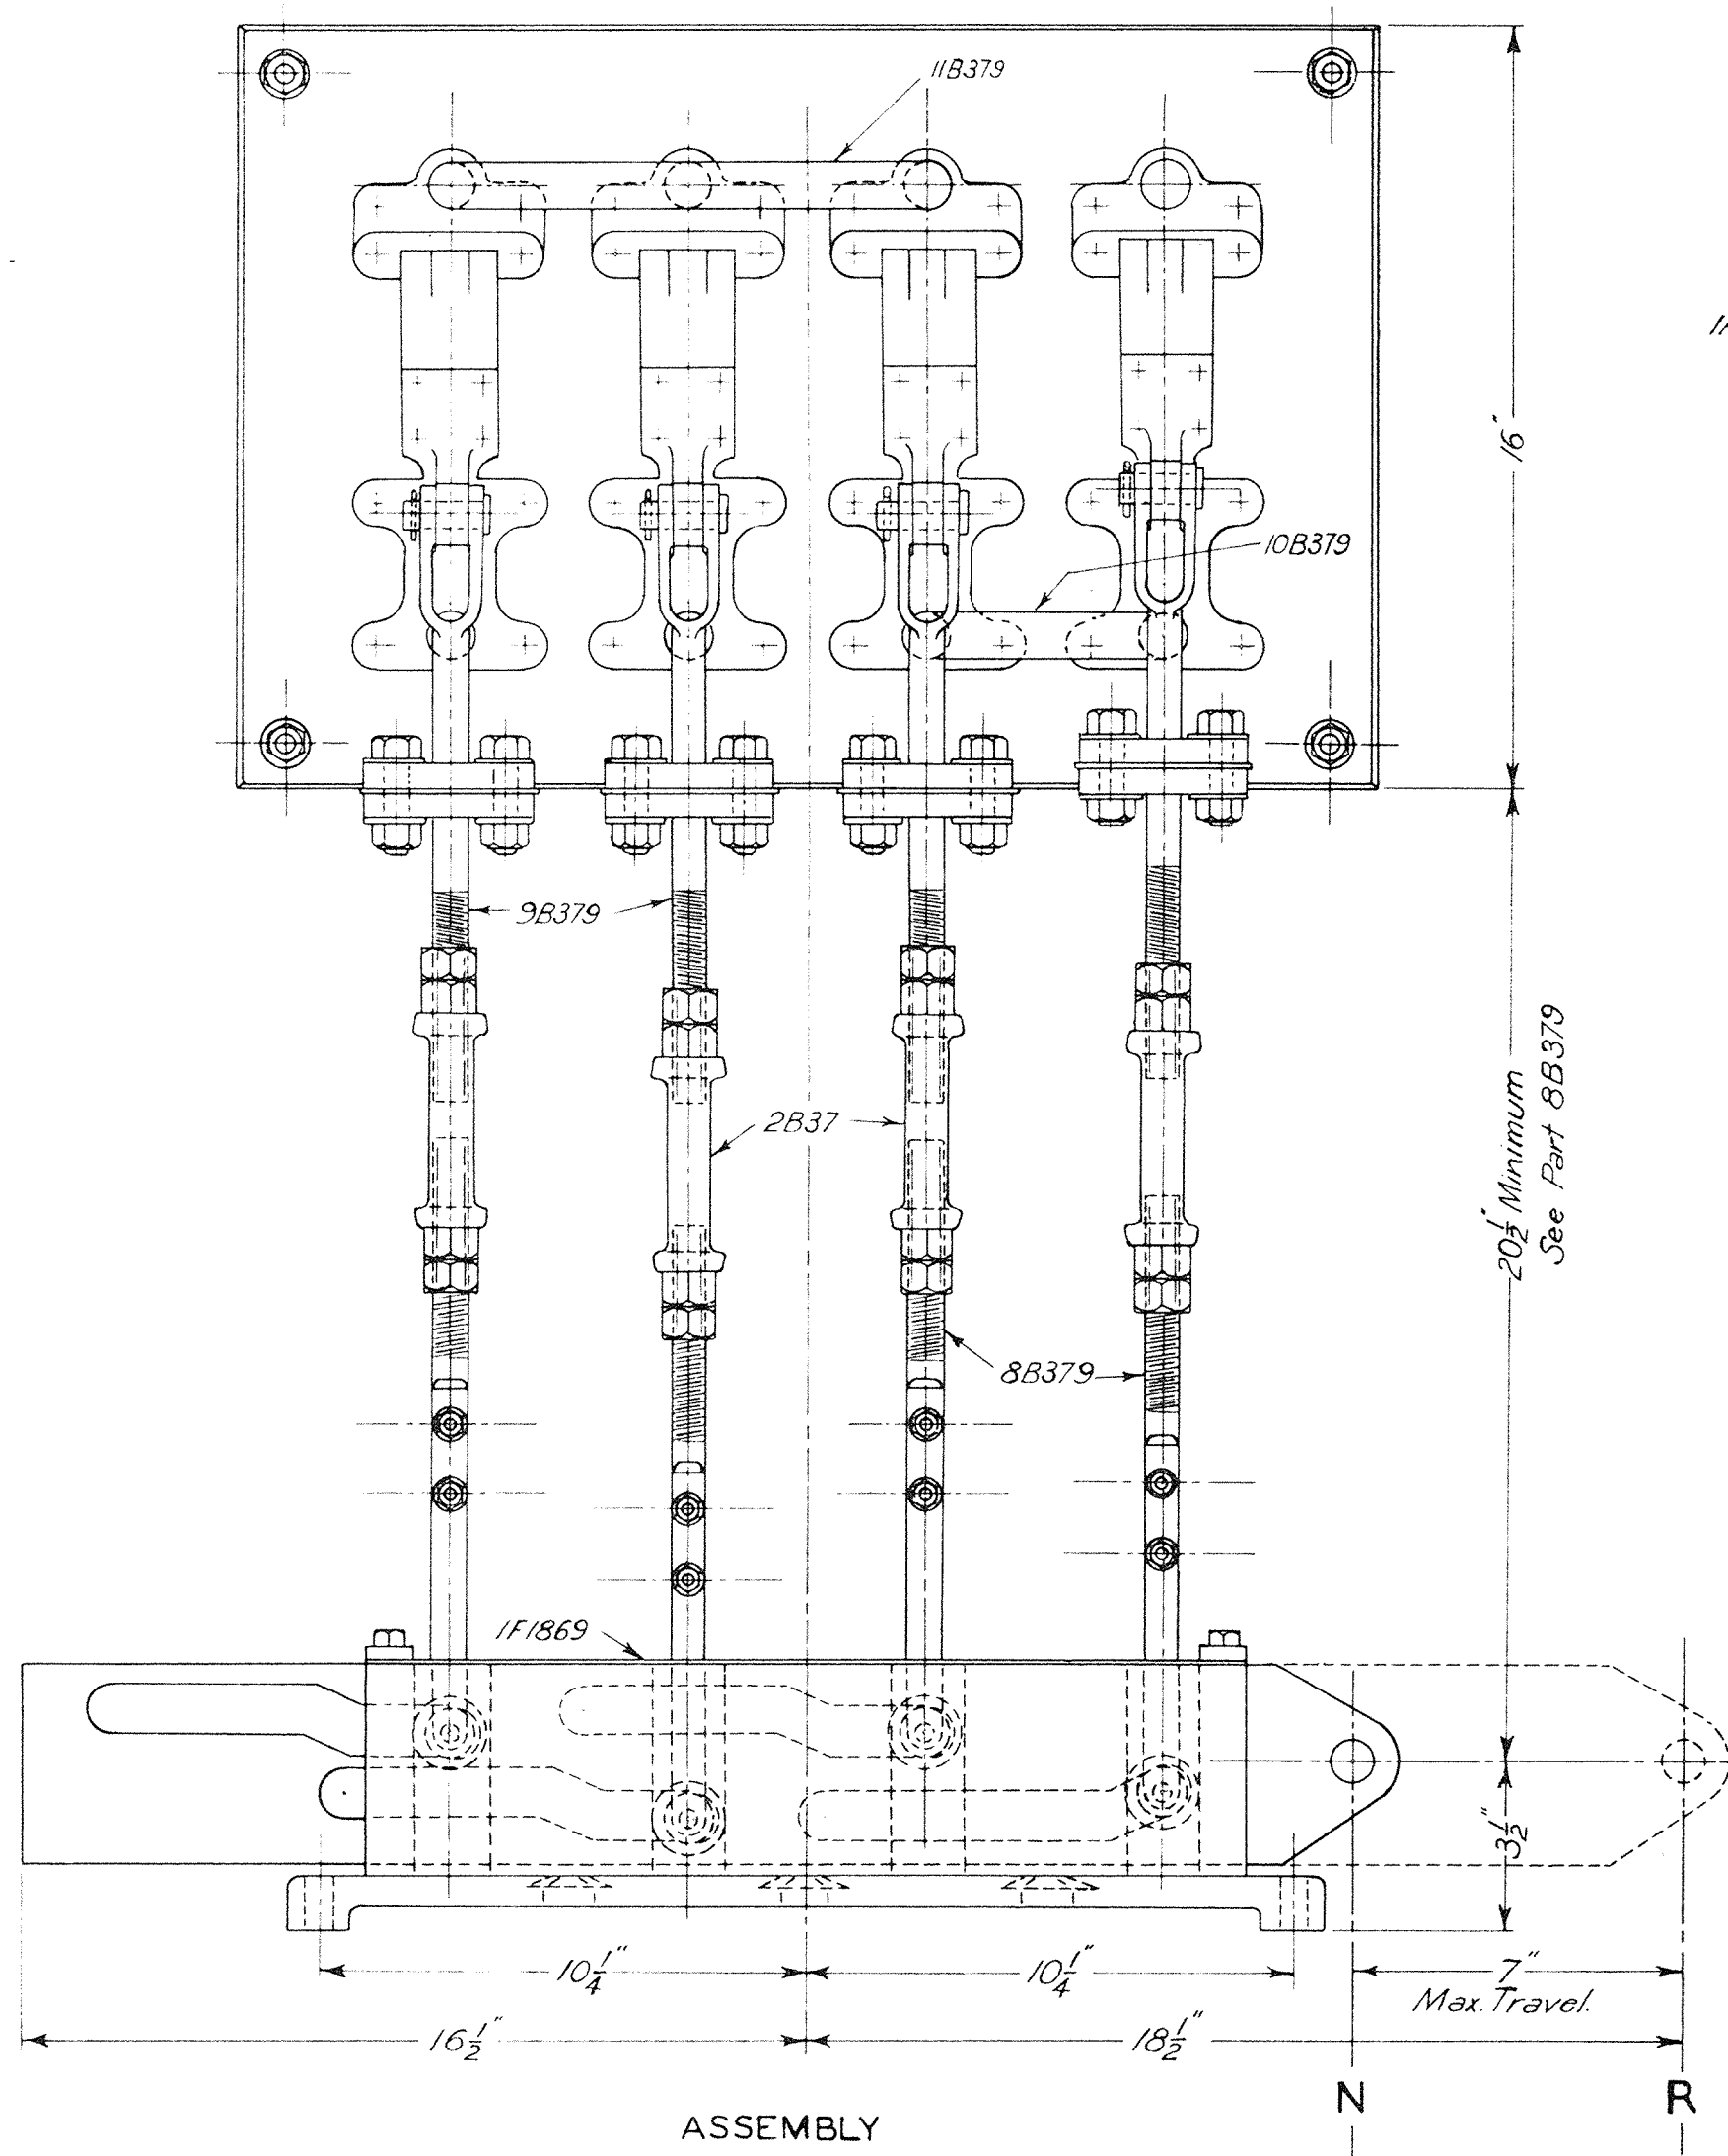 11B379
16"
10B379
9B379
2B37
20½" Minimum
See Part 8B379
8B379
1F1869
3½"
10¼"
10¼"
7"
Max. Travel.
16½"
18½"
N
R
ASSEMBLY